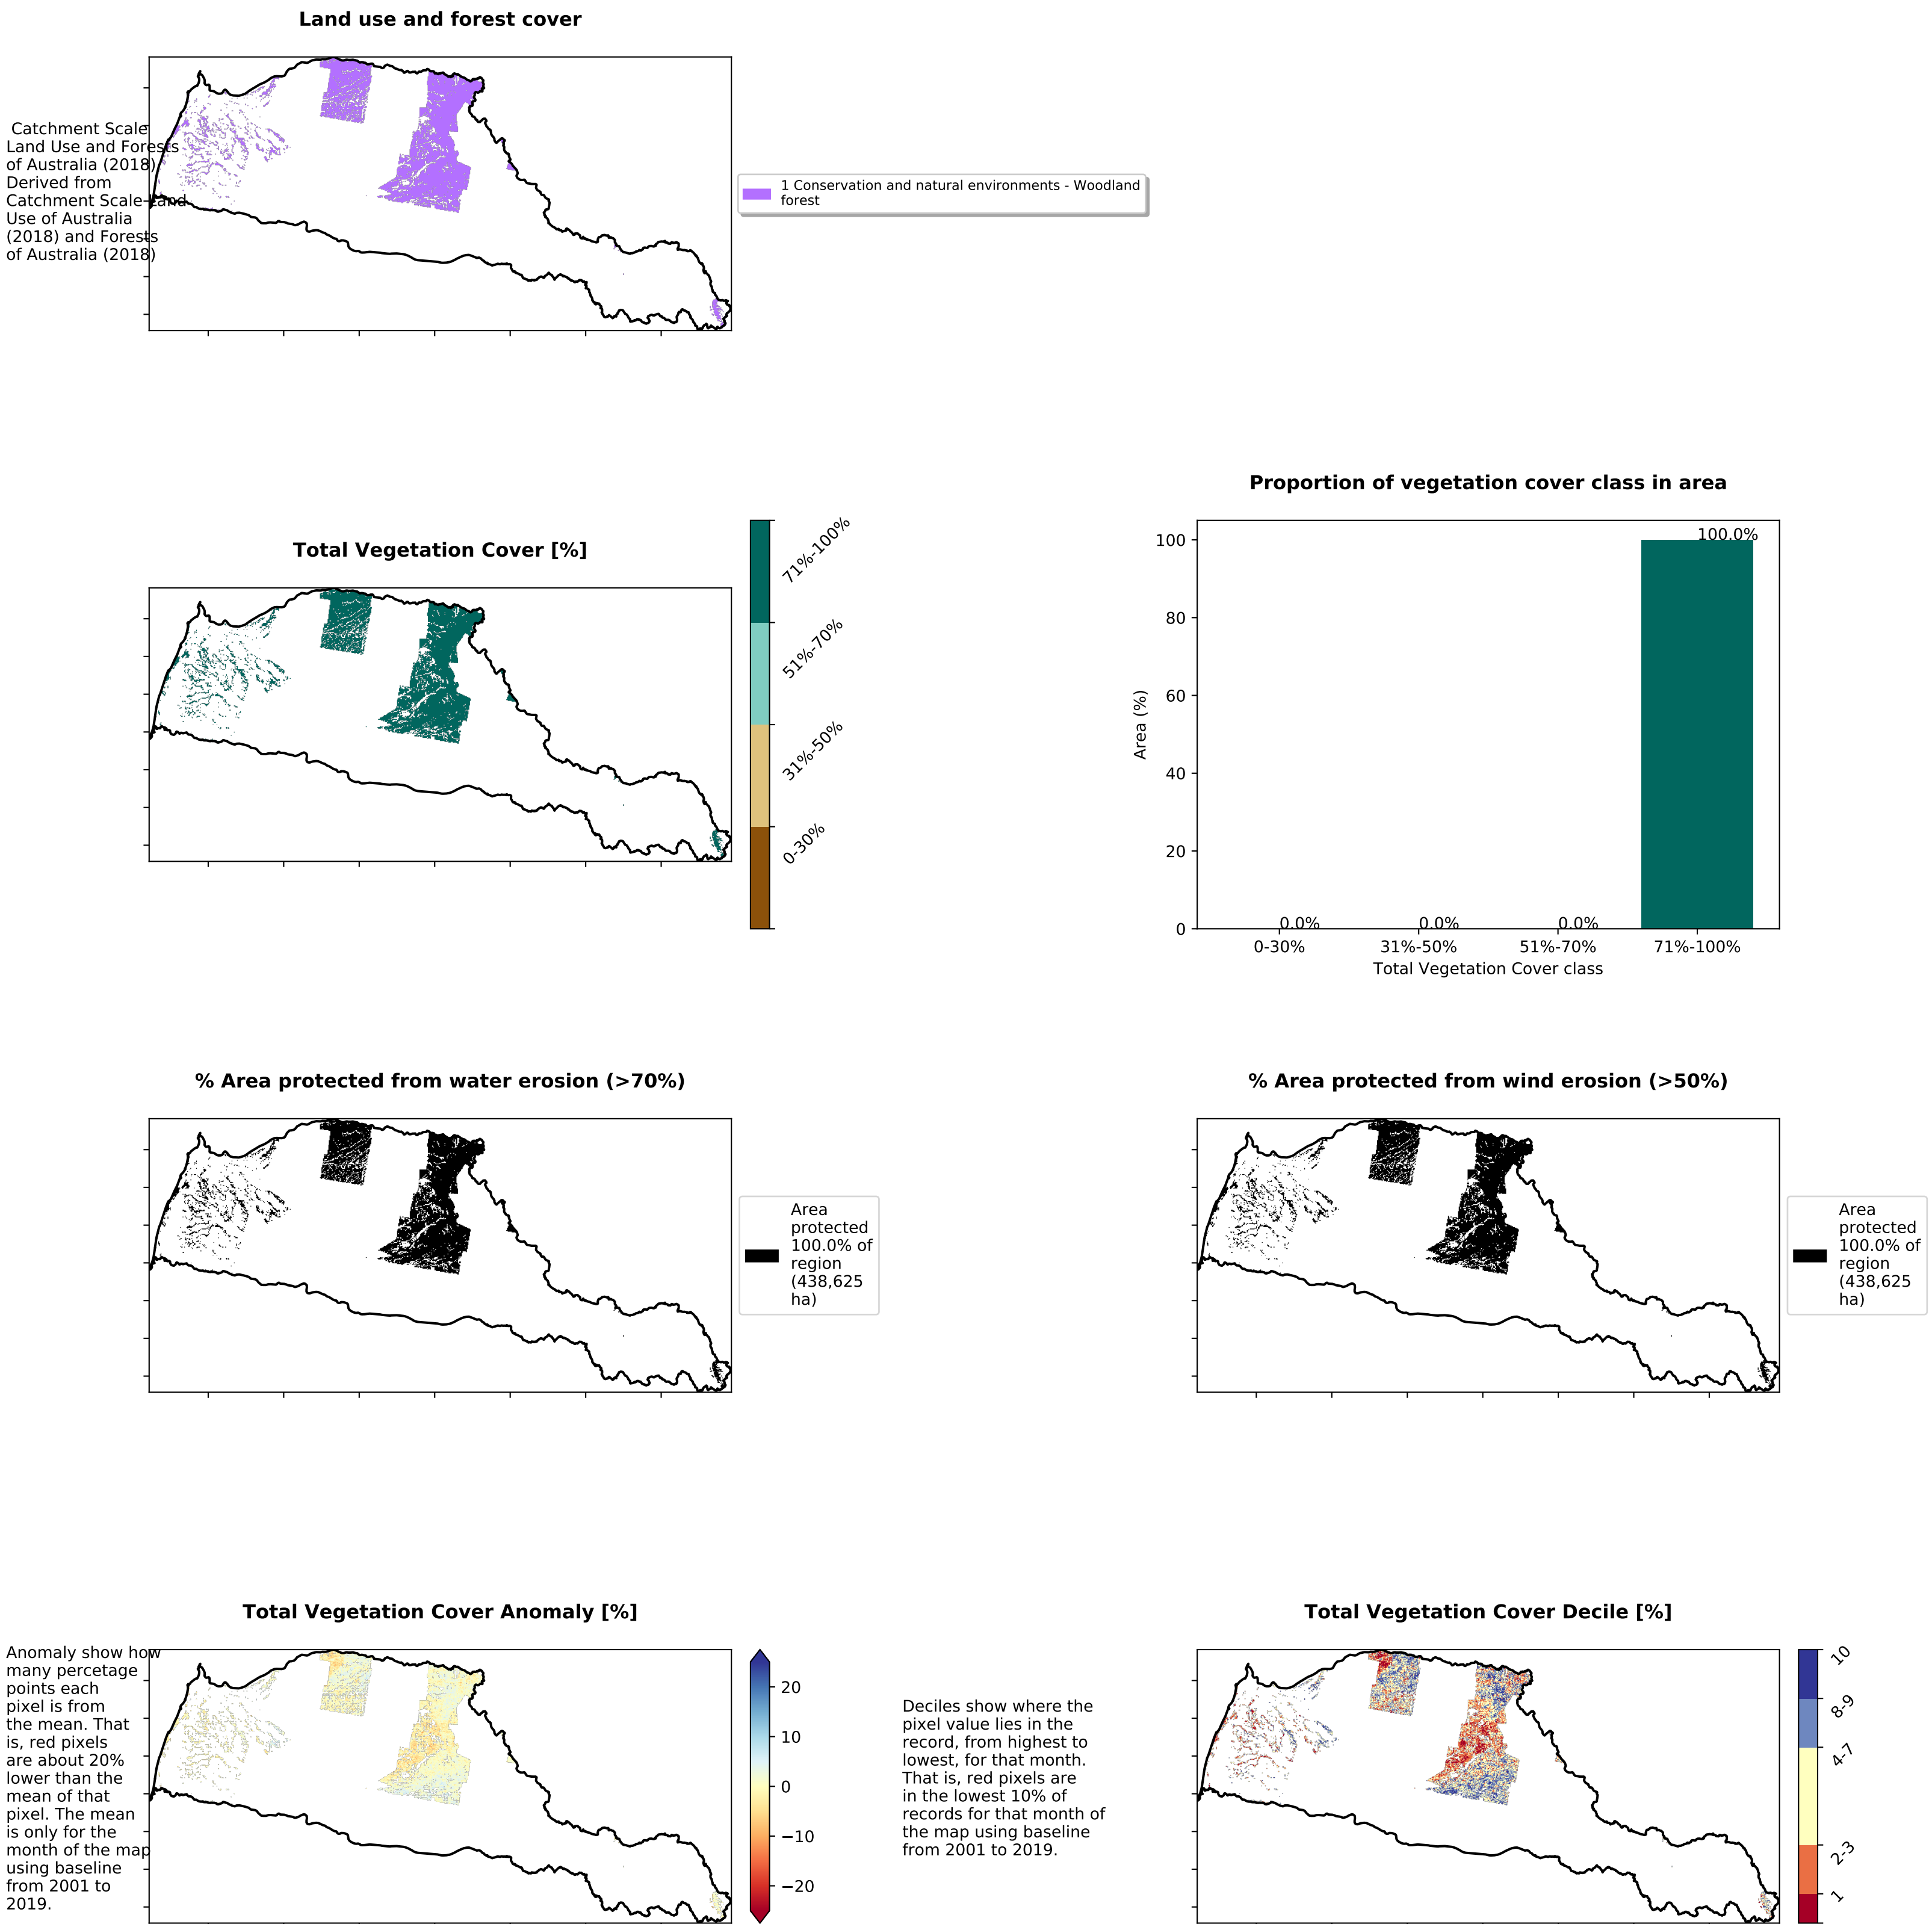 Land use and forest cover
Catchment Scale
Land Use and Forests
of Australia (2018)
Derived from
Catchment Scale Land
Use of Australia
(2018) and Forests
of Australia (2018)
1 Conservation and natural environments - Woodland
forest
Total Vegetation Cover [%]
71%-100%
51%-70%
31%-50%
0-30%
Proportion of vegetation cover class in area
100.0%
0.0%
0.0%
0.0%
100
80
60
40
20
0
Area (%)
0-30%
31%-50%
51%-70%
71%-100%
Total Vegetation Cover class
% Area protected from water erosion (>70%)
Area
protected
100.0% of
region
(438,625
ha)
% Area protected from wind erosion (>50%)
Area
protected
100.0% of
region
(438,625
ha)
Total Vegetation Cover Anomaly [%]
Anomaly show how
many percetage
points each
pixel is from
the mean. That
is, red pixels
are about 20%
lower than the
mean of that
pixel. The mean
is only for the
month of the map
using baseline
from 2001 to
2019.
20
10
0
−10
−20
Total Vegetation Cover Decile [%]
Deciles show where the
pixel value lies in the
record, from highest to
lowest, for that month.
That is, red pixels are
in the lowest 10% of
records for that month of
the map using baseline
from 2001 to 2019.
10
8-9
4-7
2-3
1